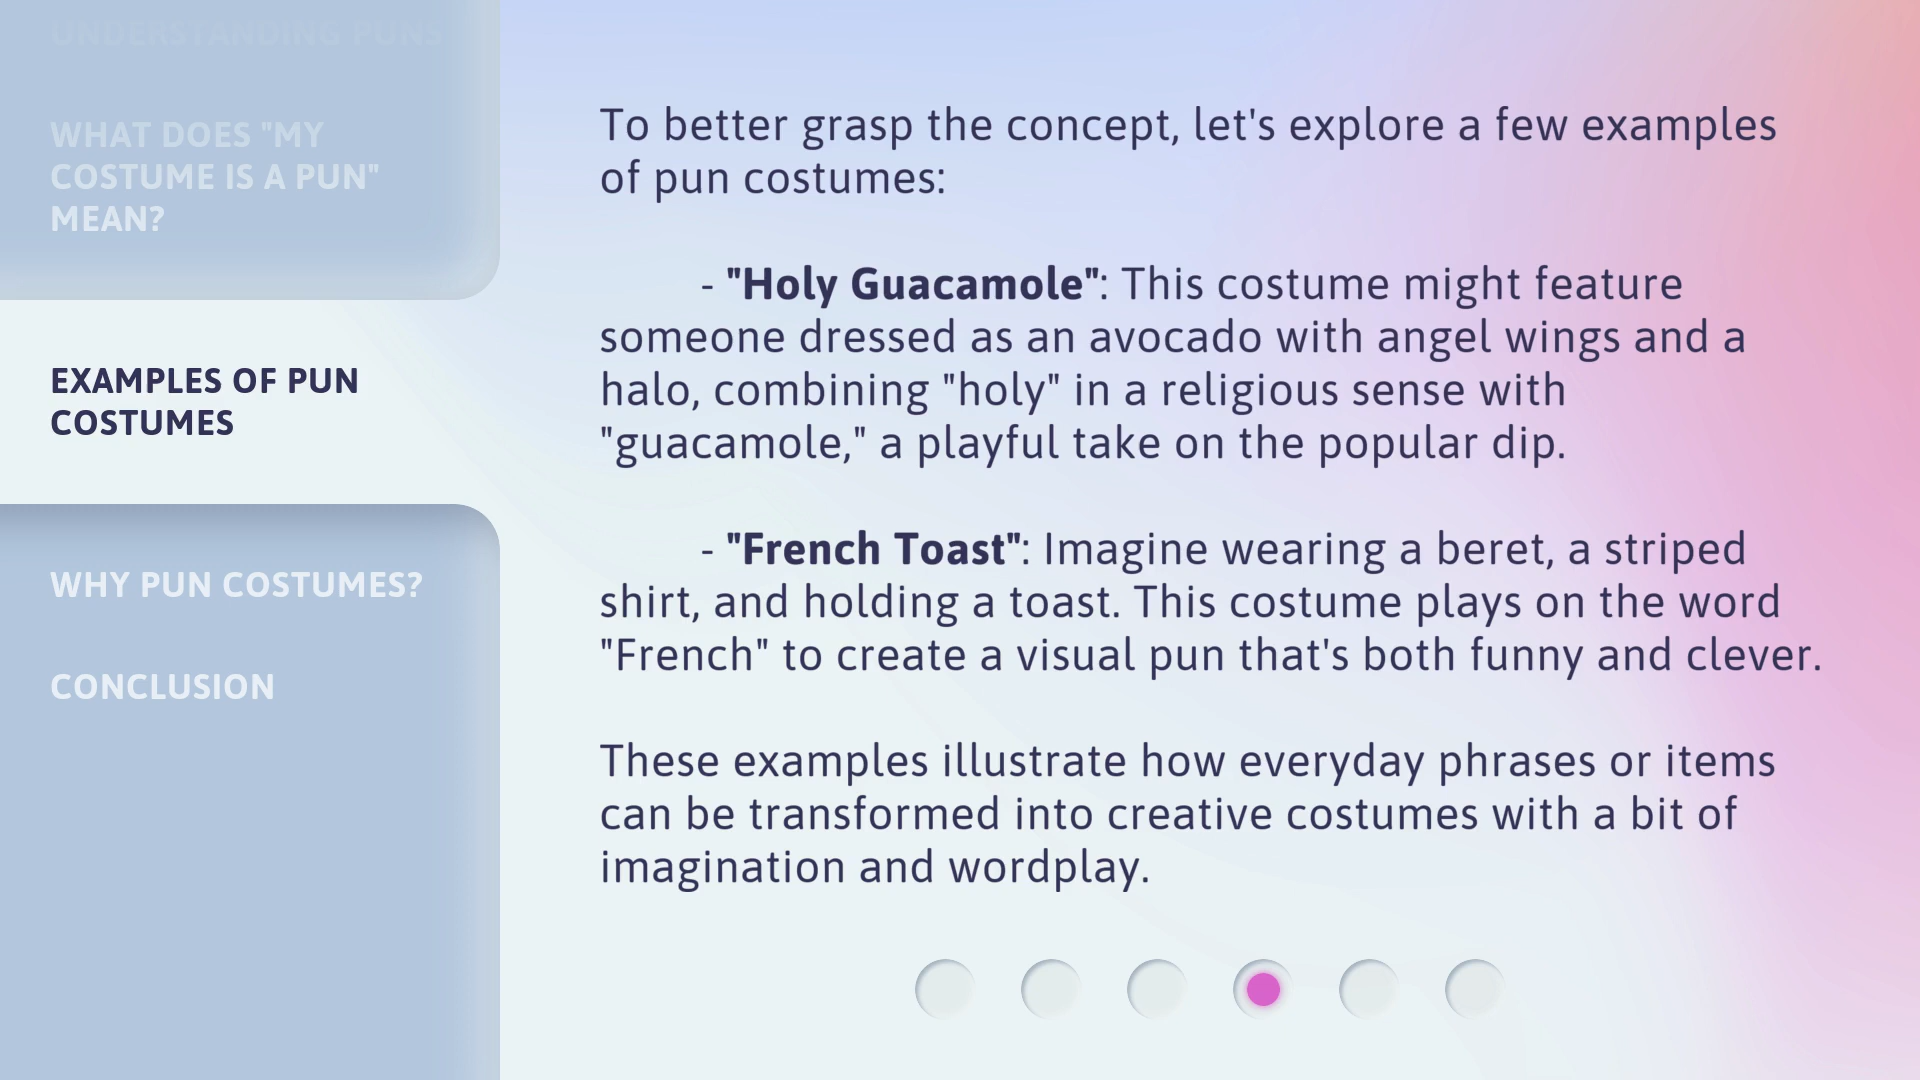 UNDERSTANDING PUNS
WHAT DOES "MY
COSTUME IS A PUN"
MEAN?
EXAMPLES OF PUN
COSTUMES
WHY PUN COSTUMES?
CONCLUSION
To better grasp the concept, let's explore a few examples
of pun costumes:
- "Holy Guacamole": This costume might feature
someone dressed as an avocado with angel wings and a
halo, combining "holy" in a religious sense with
"guacamole," a playful take on the popular dip.
- "French Toast": Imagine wearing a beret, a striped
shirt, and holding a toast. This costume plays on the word
"French" to create a visual pun that's both funny and clever.
These examples illustrate how everyday phrases or items
can be transformed into creative costumes with a bit of
imagination and wordplay.